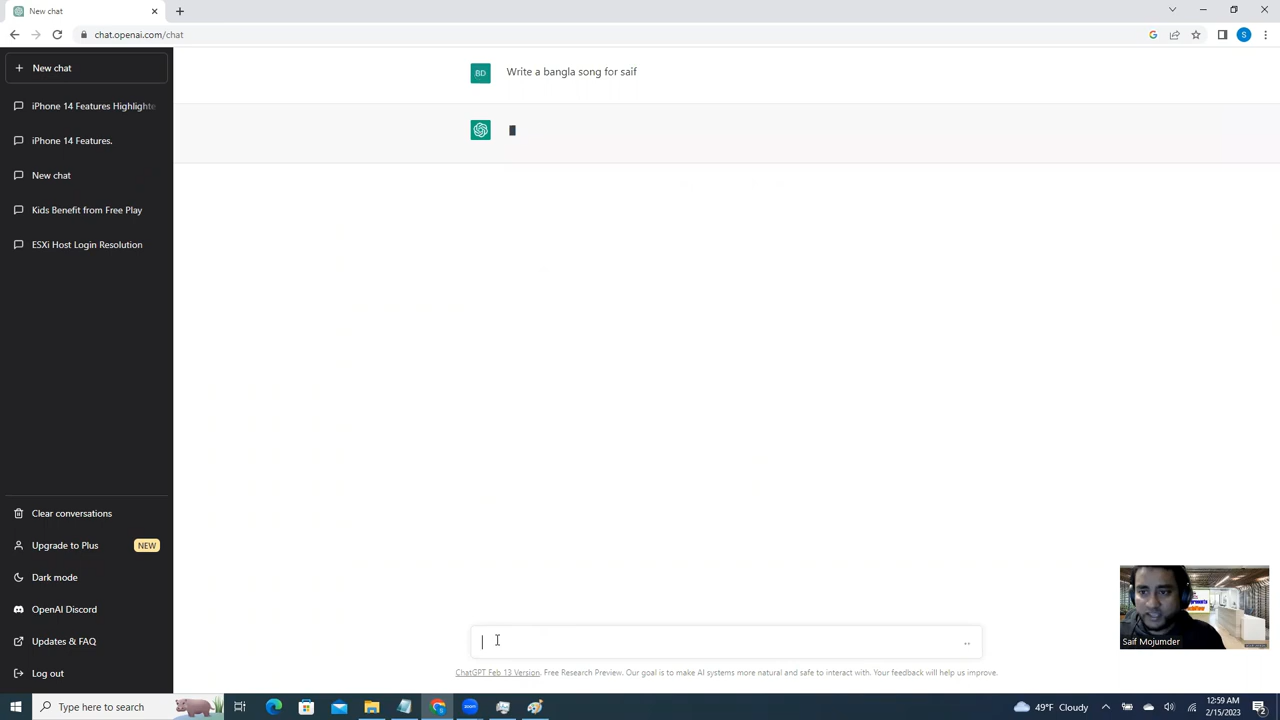 New chat
chat.openai.com/chat
S
New chat
iPhone 14 Features Highlighte
iPhone 14 Features.
New chat
Kids Benefit from Free Play
ESXi Host Login Resolution
Clear conversations
Upgrade to Plus NEW
Dark mode
OpenAI Discord
Updates & FAQ
Log out
BD Write a bangla song for saif
ChatGPT Feb 13 Version. Free Research Preview. Our goal is to make AI systems more natural and safe to interact with. Your feedback will help us improve.
Saif Mojumder
Type here to search
zoom
49°F Cloudy
12:59 AM
2/15/2023
2